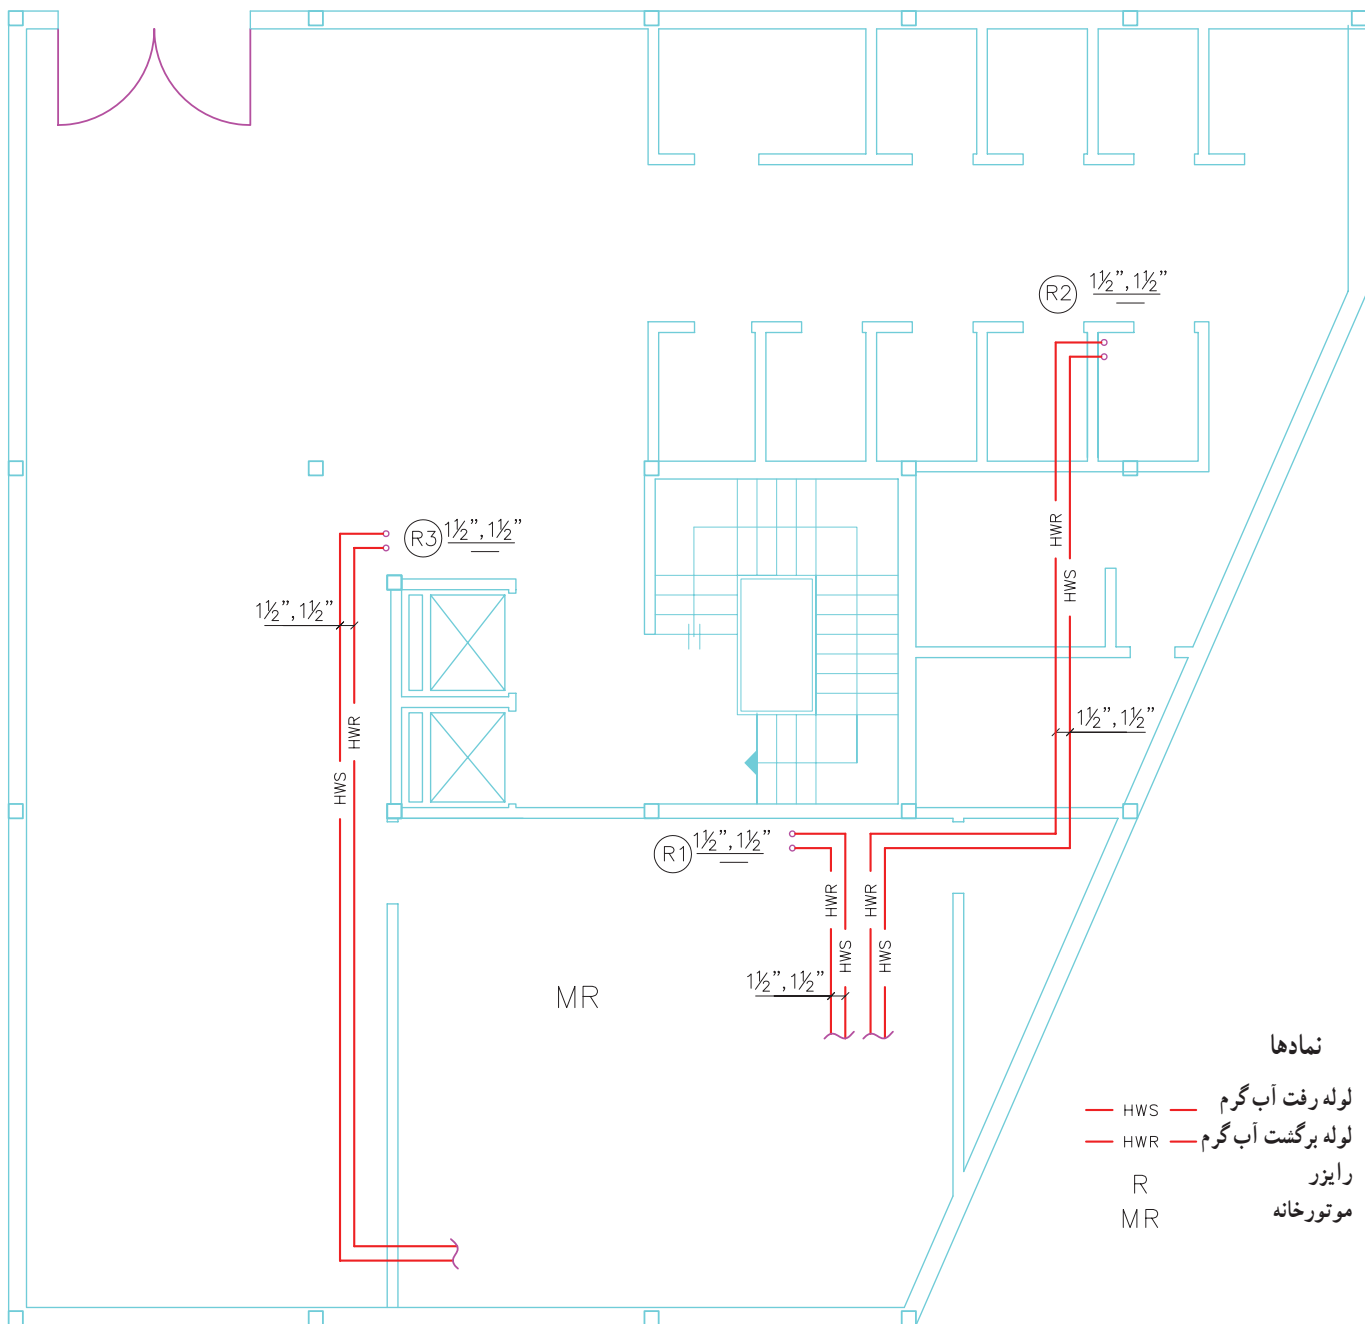 R2 1½”,1½”
R3 1½”,1½”
HWR
HWS
1½”,1½”
HWR
HWS
1½”,1½”
R1 1½”,1½”
HWR
HWR
HWS
HWS
1½”,1½”
MR
نمادها
لوله رفت آب گرم HWS
لوله برگشت آب گرم HWR
رایزر R
موتورخانه MR